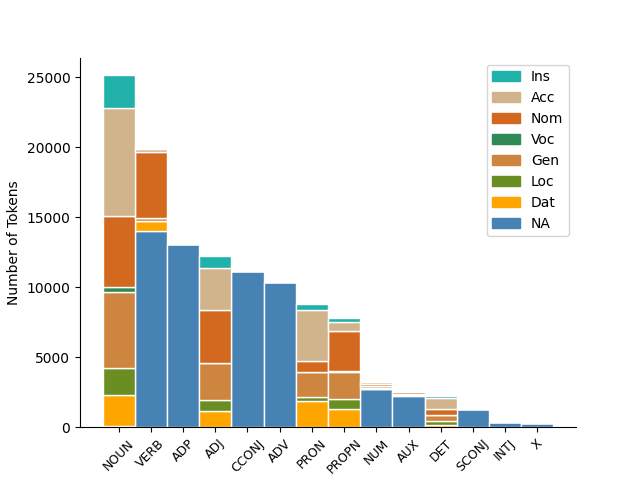 Number of Tokens
25000
20000
15000
10000
5000
0
Ins
Acc
Nom
Voc
Gen
Loc
Dat
NA
NOUN
VERB
ADP
ADJ
CCONJ
ADV
PRON
PROPN
NUM
AUX
DET
SCONJ
INTJ
X